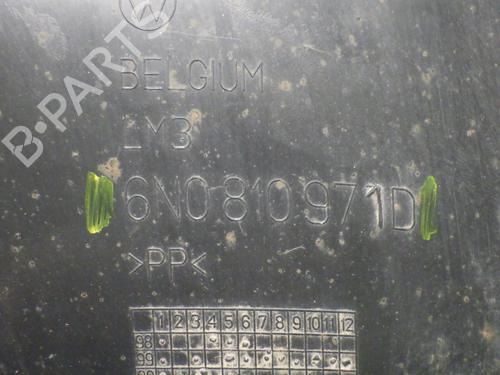 B-PARTS
BELGIUM
LM3
6N0 810 971D
>PP<
1 2 3 4 5 6 7 8 9 10 11 12
98
99